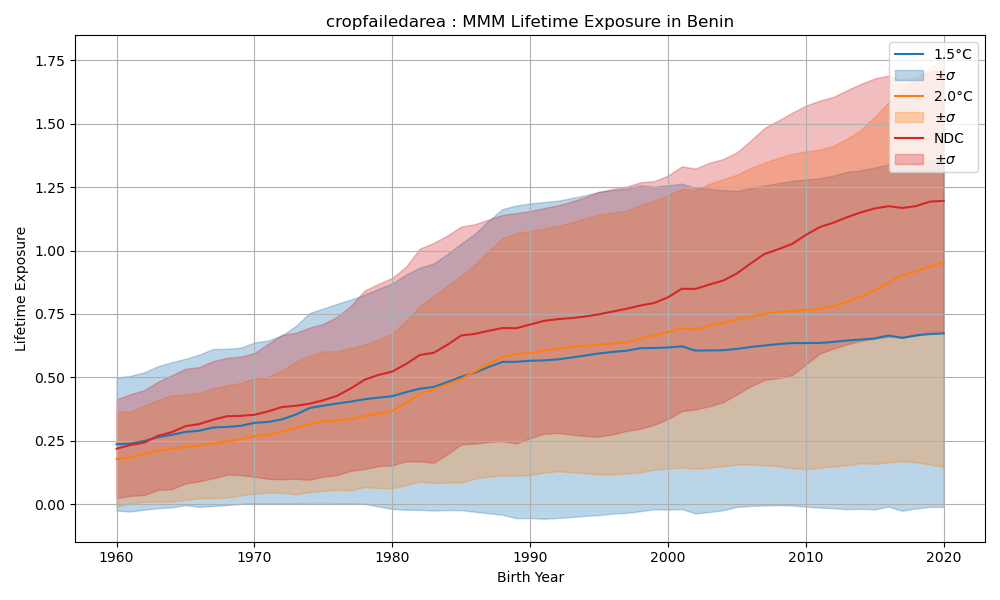 cropfailedarea : MMM Lifetime Exposure in Benin
1.75
1.50
1.25
1.00
0.75
0.50
0.25
0.00
Lifetime Exposure
1960
1970
1980
1990
2000
2010
2020
Birth Year
1.5°C
±σ
2.0°C
±σ
NDC
±σ